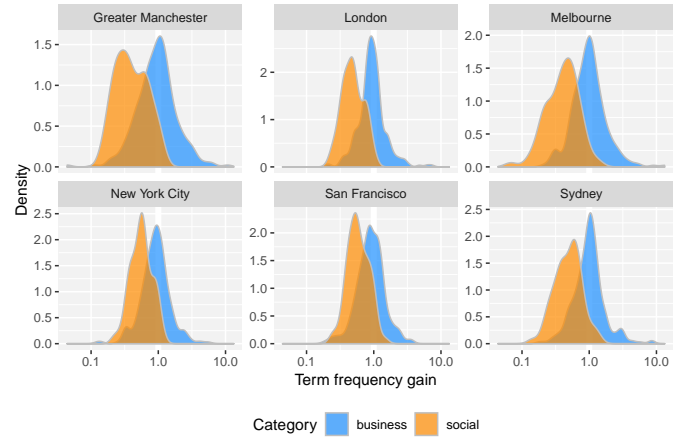 Greater Manchester
London
Melbourne
1.5
1.0
0.5
0.0
2
1
0
2.0
1.5
1.0
0.5
0.0
Density
New York City
San Francisco
Sydney
2.5
2.0
1.5
1.0
0.5
0.0
2.0
1.5
1.0
0.5
0.0
2.5
2.0
1.5
1.0
0.5
0.0
0.1 1.0 10.0
0.1 1.0 10.0
0.1 1.0 10.0
Term frequency gain
Category business social